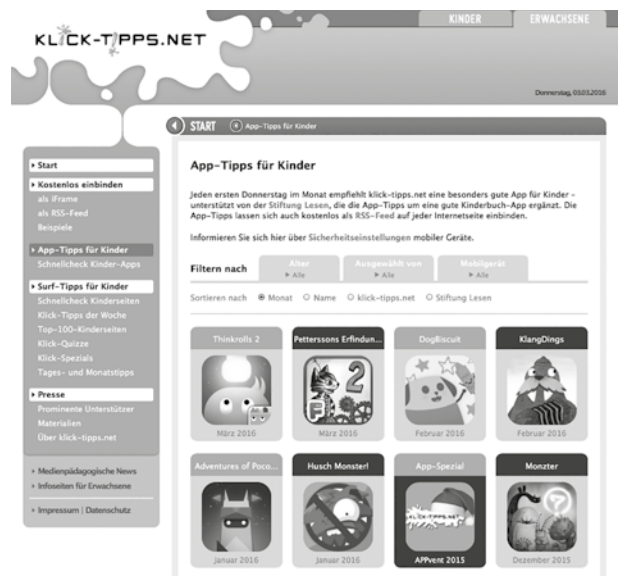 KLICK-TIPPS.NET
KINDER
ERWACHSENE
Donnerstag, 03.03.2016
START
App-Tipps für Kinder
▸ Start
▸ Kostenlos einbinden
als iFrame
als RSS-Feed
Beispiele
▸ App-Tipps für Kinder
Schnellcheck Kinder-Apps
▸ Surf-Tipps für Kinder
Schnellcheck Kinderseiten
Klick-Tipps der Woche
Top-100-Kinderseiten
Klick-Quizze
Klick-Spezials
Tages- und Monatstipps
▸ Presse
Prominente Unterstützer
Materialien
Über klick-tipps.net
» Medienpädagogische News
» Infoseiten für Erwachsene
» Impressum | Datenschutz
App-Tipps für Kinder
Jeden ersten Donnerstag im Monat empfiehlt klick-tipps.net eine besonders gute App für Kinder –
unterstützt von der Stiftung Lesen, die die App-Tipps um eine gute Kinderbuch-App ergänzt. Die
App-Tipps lassen sich auch kostenlos als RSS-Feed auf jeder Internetseite einbinden.
Informieren Sie sich hier über Sicherheitseinstellungen mobiler Geräte.
Filtern nach
Alter
▸ Alle
Ausgewählt von
▸ Alle
Mobilgerät
▸ Alle
Sortieren nach Monat Name klick-tipps.net Stiftung Lesen
Thinkrolls 2
März 2016
Petterssons Erfindun...
2
F
März 2016
DogBiscuit
Februar 2016
KlangDings
Februar 2016
Adventures of Poco...
Januar 2016
Husch Monster!
Januar 2016
App-Spezial
KLICK-TIPPS.NET
APPvent 2015
Monzter
?
Dezember 2015